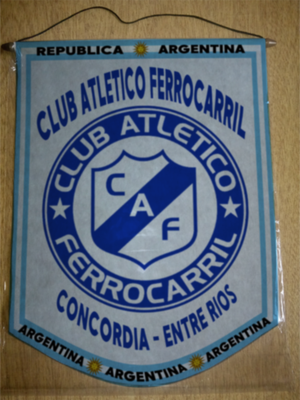 REPUBLICA ARGENTINA
CLUB ATLETICO FERROCARRIL
CLUB ATLETICO
C A F
FERROCARRIL
CONCORDIA - ENTRE RIOS
ARGENTINA ARGENTINA ARGENTINA